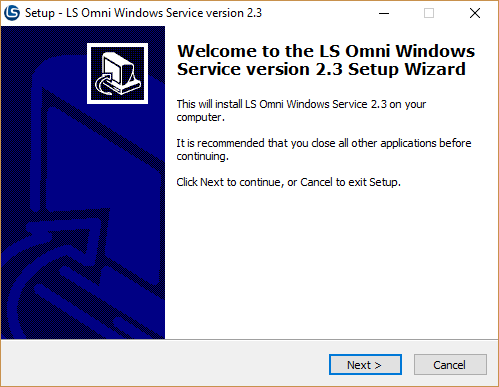 LS Setup - LS Omni Windows Service version 2.3
Welcome to the LS Omni Windows
Service version 2.3 Setup Wizard
This will install LS Omni Windows Service 2.3 on your
computer.
It is recommended that you close all other applications before
continuing.
Click Next to continue, or Cancel to exit Setup.
Next > Cancel